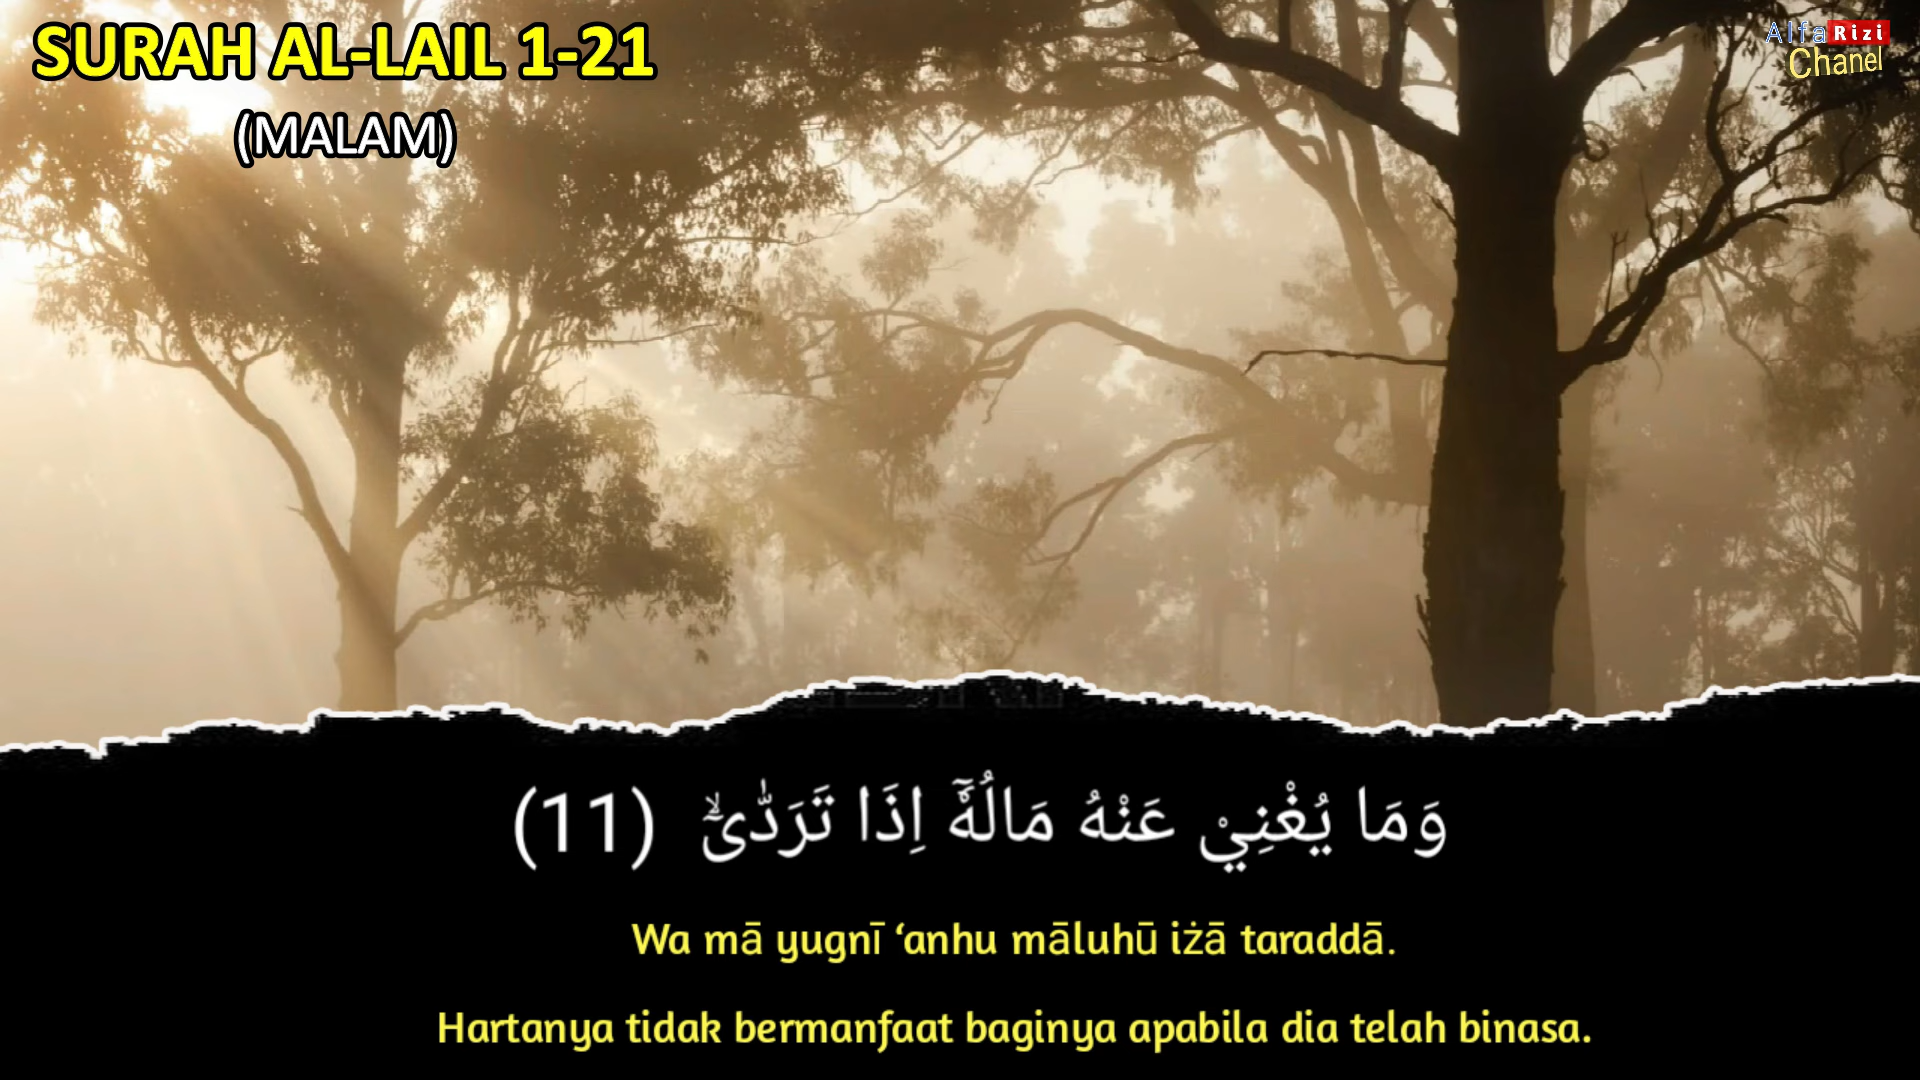 SURAH AL-LAIL 1-21
(MALAM)
Alfa Rizi
Chanel
وَمَا يُغْنِيْ عَنْهُ مَالُهٗٓ اِذَا تَرَدّٰىۙ (11)
Wa mā yugnī ‘anhu māluhū iżā taraddā.
Hartanya tidak bermanfaat baginya apabila dia telah binasa.